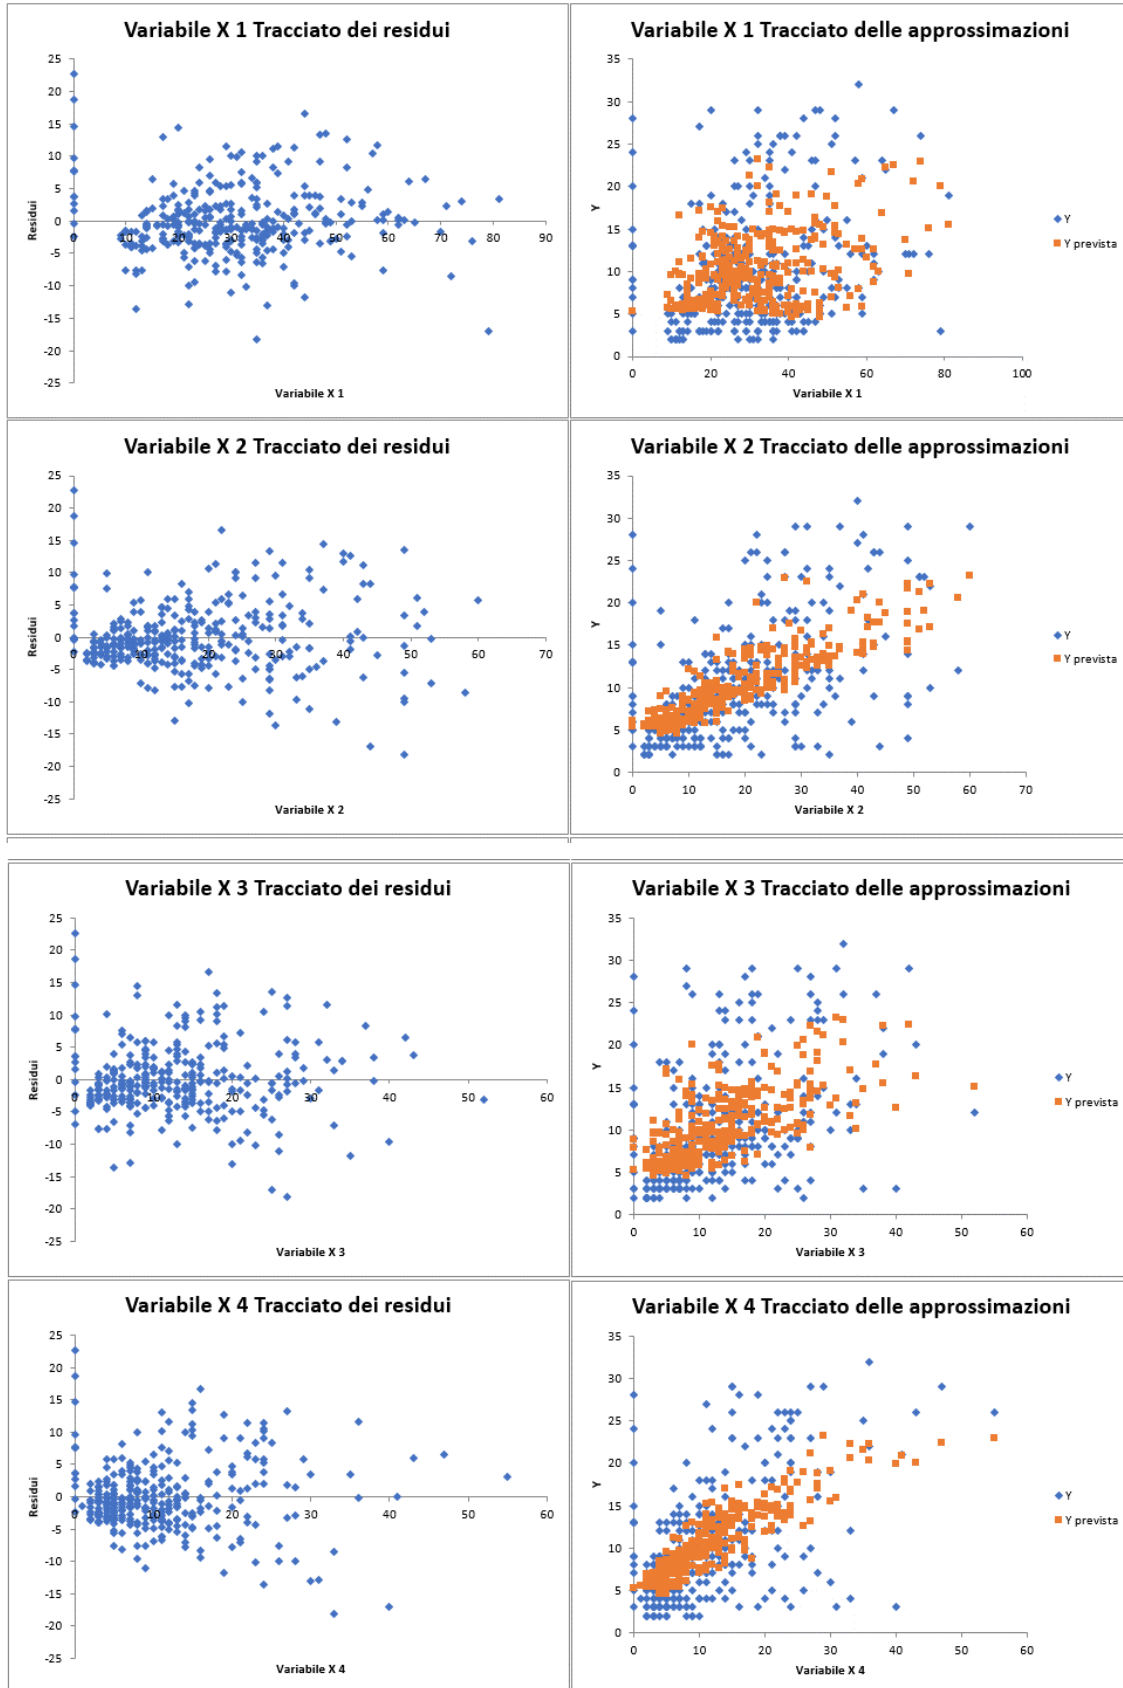 Variabile X 1 Tracciato dei residui
25
20
15
10
5
0
-5
-10
-15
-20
-25
Residui
0 10 20 30 40 50 60 70 80 90
Variabile X 1
Variabile X 1 Tracciato delle approssimazioni
35
30
25
20
15
10
5
0
Y
0 20 40 60 80 100
Variabile X 1
Y
Y prevista
Variabile X 2 Tracciato dei residui
25
20
15
10
5
0
-5
-10
-15
-20
-25
Residui
0 10 20 30 40 50 60 70
Variabile X 2
Variabile X 2 Tracciato delle approssimazioni
35
30
25
20
15
10
5
0
Y
0 10 20 30 40 50 60 70
Variabile X 2
Y
Y prevista
Variabile X 3 Tracciato dei residui
25
20
15
10
5
0
-5
-10
-15
-20
-25
Residui
0 10 20 30 40 50 60
Variabile X 3
Variabile X 3 Tracciato delle approssimazioni
35
30
25
20
15
10
5
0
Y
0 10 20 30 40 50 60
Variabile X 3
Y
Y prevista
Variabile X 4 Tracciato dei residui
25
20
15
10
5
0
-5
-10
-15
-20
-25
Residui
0 10 20 30 40 50 60
Variabile X 4
Variabile X 4 Tracciato delle approssimazioni
35
30
25
20
15
10
5
0
Y
0 10 20 30 40 50 60
Variabile X 4
Y
Y prevista